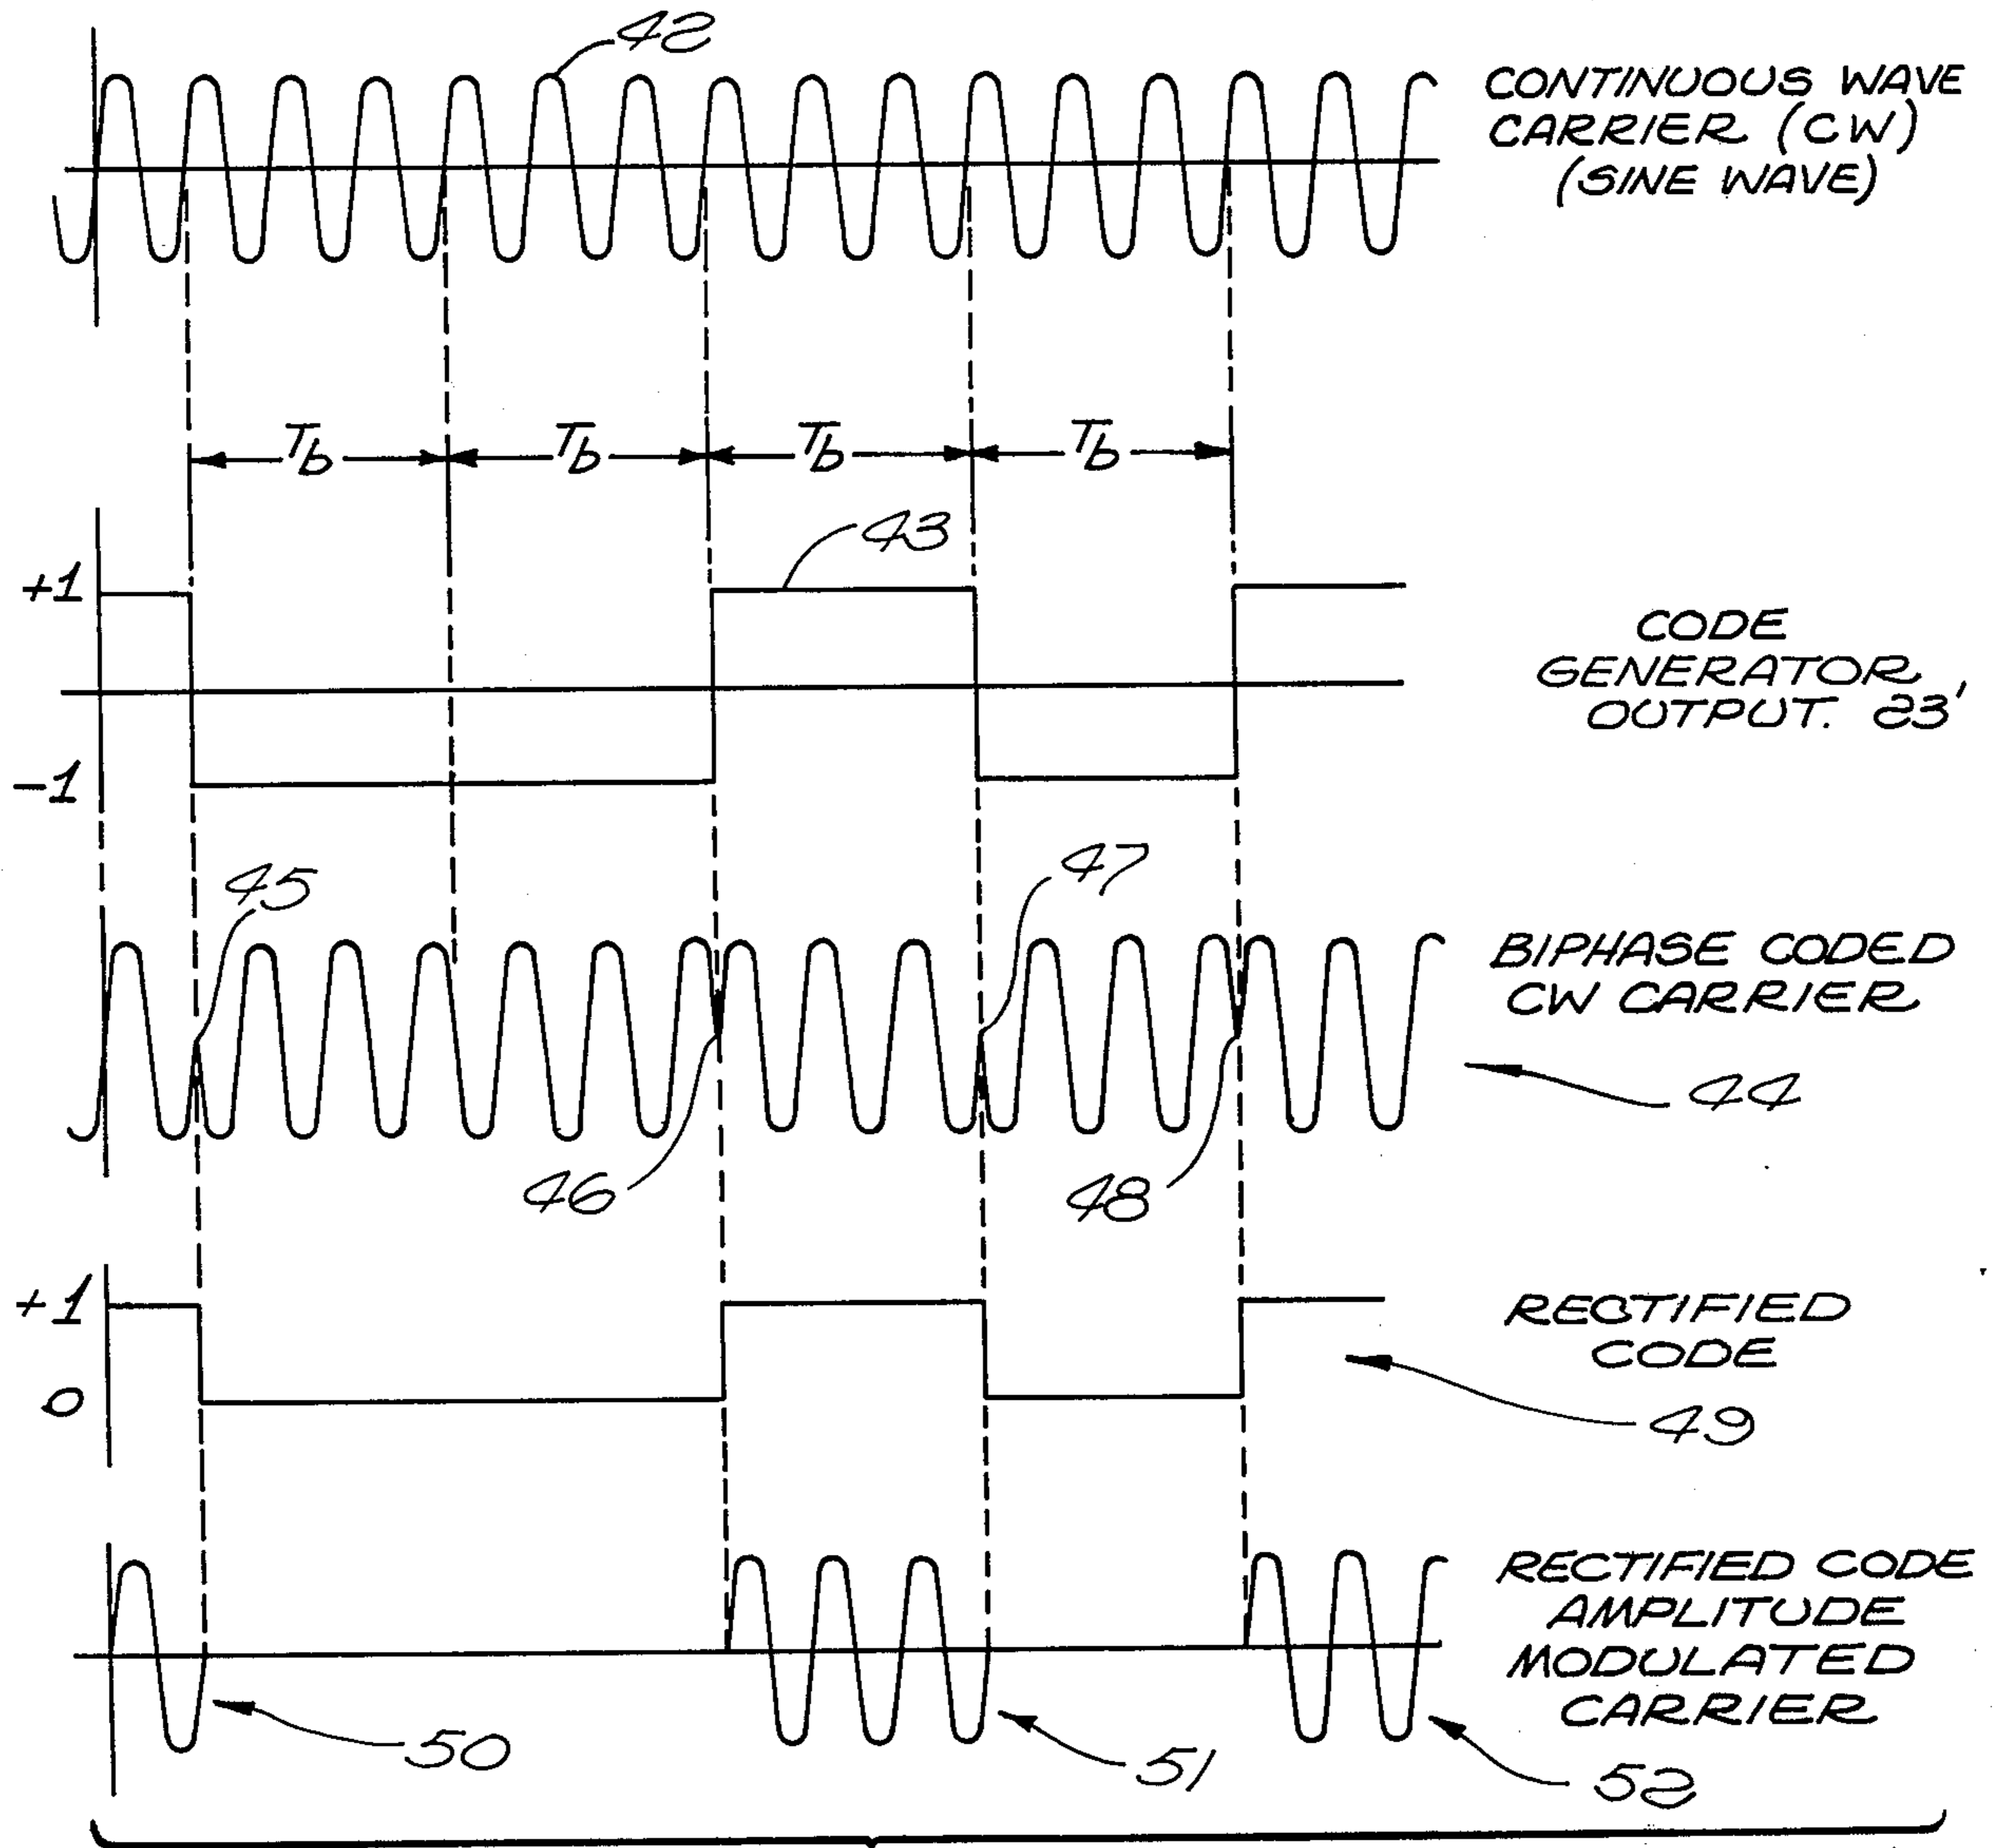 42
CONTINUOUS WAVE
CARRIER (CW)
(SINE WAVE)
Tb Tb Tb Tb
43
+1
-1
CODE
GENERATOR
OUTPUT. 23'
45
47
BIPHASE CODED
CW CARRIER
44
46
48
+1
0
RECTIFIED
CODE
49
RECTIFIED CODE
AMPLITUDE
MODULATED
CARRIER
50
51
52